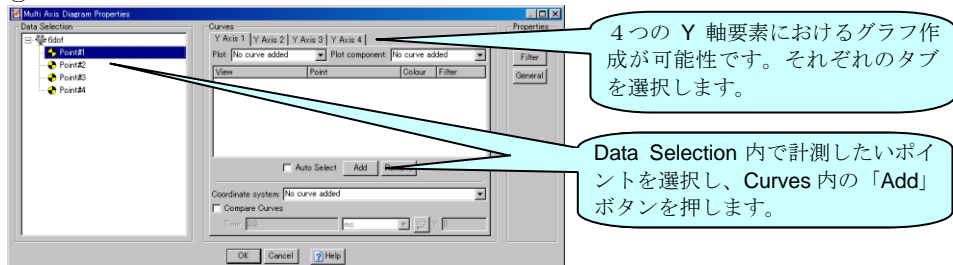 Multi Axis Diagram Properties
Data Selection
6dof
Point#1
Point#2
Point#3
Point#4
Curves
Y Axis 1 Y Axis 2 Y Axis 3 Y Axis 4
Plot: No curve added Plot component: No curve added
View Point Colour Filter
Auto Select Add
Coordinate system: No curve added
Compare Curves
Time: 0.0 ms Y: 0
Properties
Filter
General
OK Cancel Help
４つの Y 軸要素におけるグラフ作
成が可能性です。それぞれのタブ
を選択します。
Data Selection 内で計測したいポイ
ントを選択し、Curves 内の「Add」
ボタンを押します。